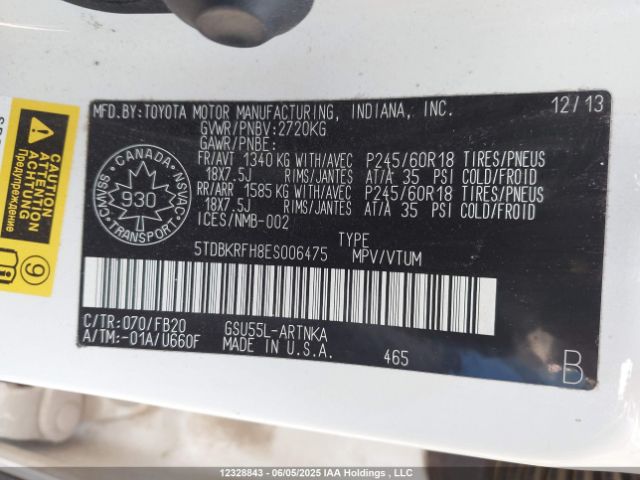 MFD.BY:TOYOTA MOTOR MANUFACTURING, INDIANA, INC. 12/13
GVWR/PNBV:2720KG
GAWR/PNBE:
FR/AVT 1340 KG WITH/AVEC P245/60R18 TIRES/PNEUS
18X7.5J RIMS/JANTES AT/A 35 PSI COLD/FROID
RR/ARR 1585 KG WITH/AVEC P245/60R18 TIRES/PNEUS
18X7.5J RIMS/JANTES AT/A 35 PSI COLD/FROID
ICES/NMB-002
CANADA
CMVSS NSVAC
930
TRANSPORT
TYPE
5TDBKRFH8ES006475 MPV/VTUM
C/TR:070/FB20 GSU55L-ARTNKA
A/TM:-01A/U660F MADE IN U.S.A. 465
B
CAUTION
ATTENTION
ACHTUNG
Предупреждение
9
12328843 - 06/05/2025 IAA Holdings , LLC